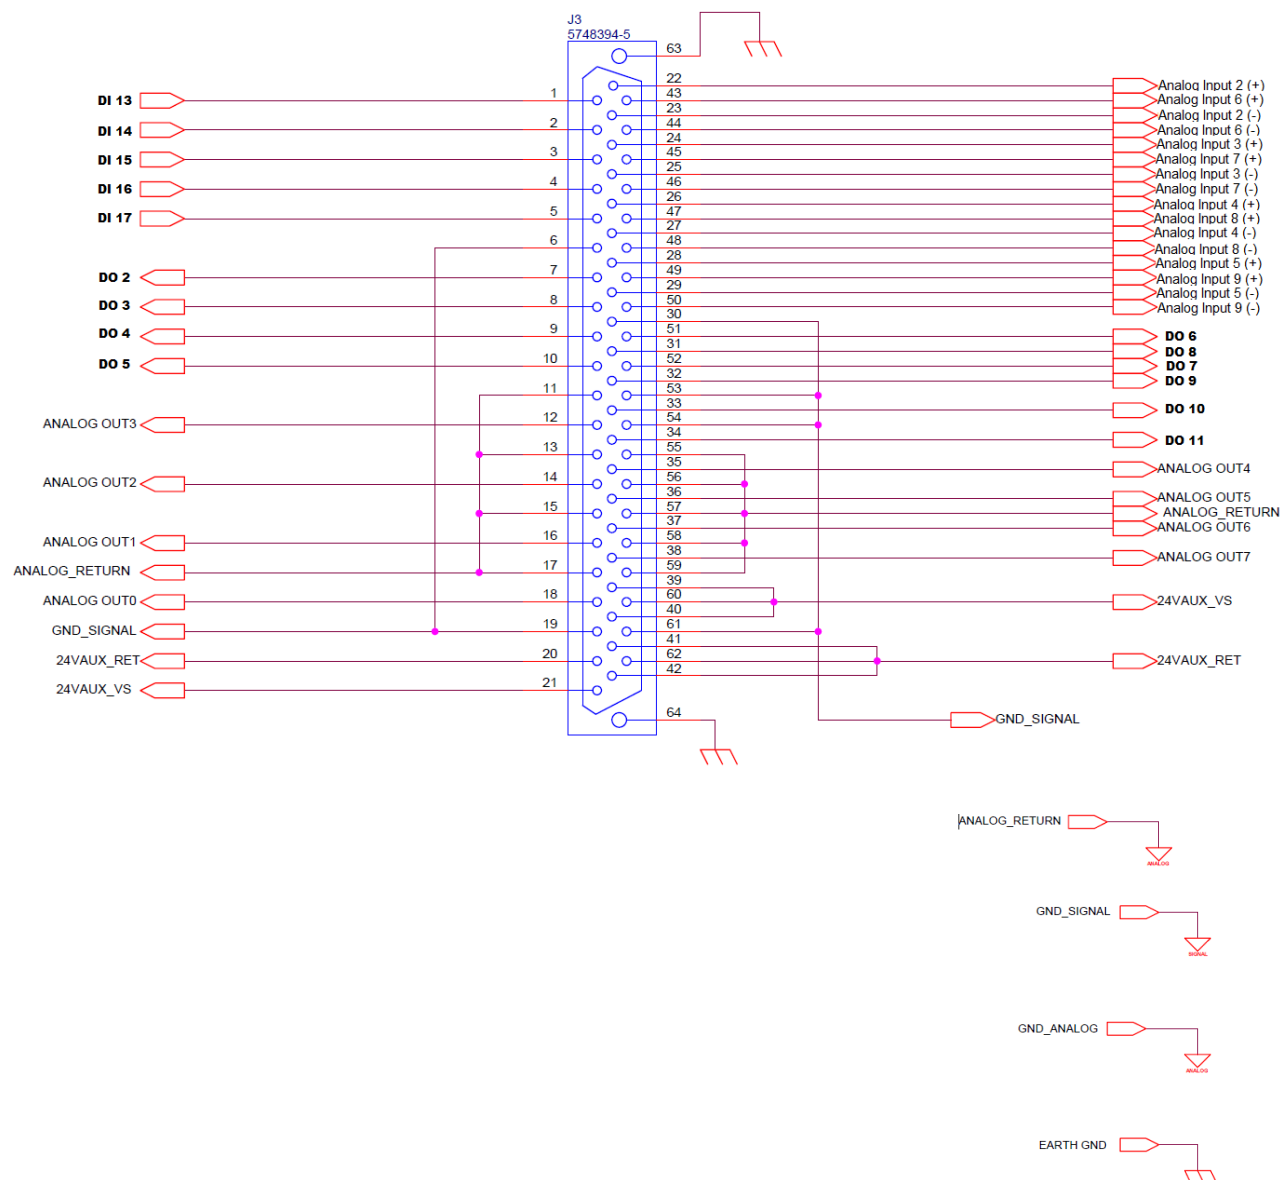 J3
5748394-5
63
22 Analog Input 2 (+)
DI 13 1 43 Analog Input 6 (+)
23 Analog Input 2 (-)
DI 14 2 44 Analog Input 6 (-)
24 Analog Input 3 (+)
DI 15 3 45 Analog Input 7 (+)
25 Analog Input 3 (-)
DI 16 4 46 Analog Input 7 (-)
26 Analog Input 4 (+)
DI 17 5 47 Analog Input 8 (+)
27 Analog Input 4 (-)
6 48 Analog Input 8 (-)
28 Analog Input 5 (+)
DO 2 7 49 Analog Input 9 (+)
29 Analog Input 5 (-)
DO 3 8 50 Analog Input 9 (-)
30
DO 4 9 51 DO 6
31 DO 8
DO 5 10 52 DO 7
32 DO 9
11 53
33 DO 10
ANALOG OUT3 12 54
34 DO 11
13 55
35 ANALOG OUT4
ANALOG OUT2 14 56
36 ANALOG OUT5
15 57 ANALOG_RETURN
37 ANALOG OUT6
ANALOG OUT1 16 58
38 ANALOG OUT7
ANALOG_RETURN 17 59
39
ANALOG OUT0 18 60 24VAUX_VS
40
GND_SIGNAL 19 61
41
24VAUX_RET 20 62 24VAUX_RET
42
24VAUX_VS 21
64 GND_SIGNAL
ANALOG_RETURN
ANALOG
GND_SIGNAL
SIGNAL
GND_ANALOG
ANALOG
EARTH GND